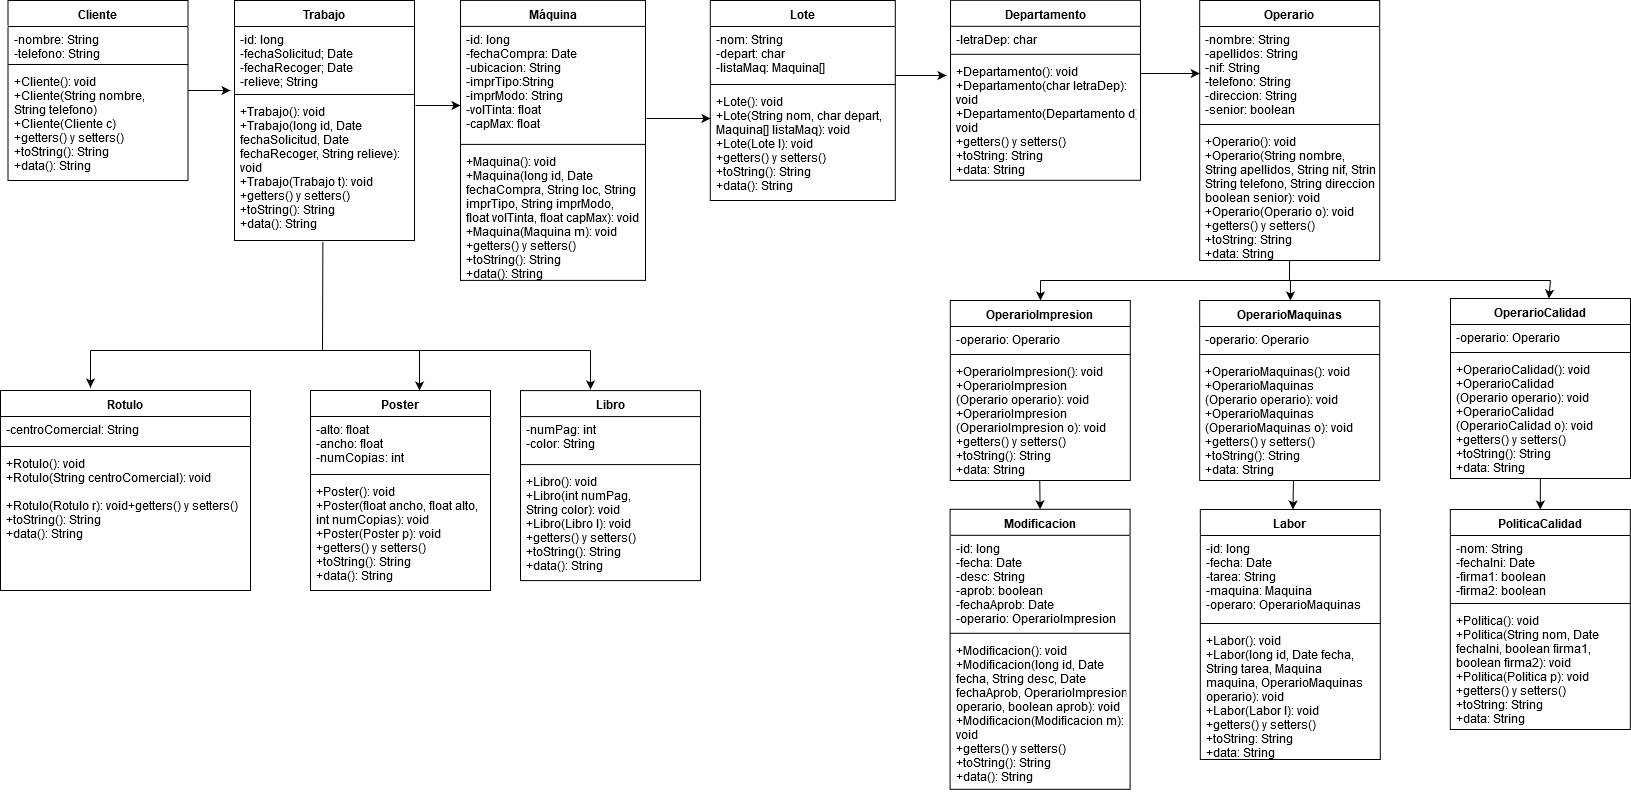 Cliente
-nombre: String
-telefono: String
+Cliente(): void
+Cliente(String nombre,
String telefono)
+Cliente(Cliente c)
+getters() y setters()
+toString(): String
+data(): String
Trabajo
-id: long
-fechaSolicitud; Date
-fechaRecoger; Date
-relieve; String
+Trabajo(): void
+Trabajo(long id, Date
fechaSolicitud, Date
fechaRecoger, String relieve):
void
+Trabajo(Trabajo t): void
+getters() y setters()
+toString(): String
+data(): String
Máquina
-id: long
-fechaCompra: Date
-ubicacion: String
-imprTipo:String
-imprModo: String
-volTinta: float
-capMax: float
+Maquina(): void
+Maquina(long id, Date
fechaCompra, String loc, String
imprTipo, String imprModo,
float volTinta, float capMax): void
+Maquina(Maquina m): void
+getters() y setters()
+toString(): String
+data(): String
Lote
-nom: String
-depart: char
-listaMaq: Maquina[]
+Lote(): void
+Lote(String nom, char depart,
Maquina[] listaMaq): void
+Lote(Lote l): void
+getters() y setters()
+toString(): String
+data(): String
Departamento
-letraDep: char
+Departamento(): void
+Departamento(char letraDep):
void
+Departamento(Departamento d
void
+getters() y setters()
+toString: String
+data: String
Operario
-nombre: String
-apellidos: String
-nif: String
-telefono: String
-direccion: String
-senior: boolean
+Operario(): void
+Operario(String nombre,
String apellidos, String nif, Strin
String telefono, String direccion
boolean senior): void
+Operario(Operario o): void
+getters() y setters()
+toString: String
+data: String
OperarioImpresion
-operario: Operario
+OperarioImpresion(): void
+OperarioImpresion
(Operario operario): void
+OperarioImpresion
(OperarioImpresion o): void
+getters() y setters()
+toString(): String
+data: String
OperarioMaquinas
-operario: Operario
+OperarioMaquinas(): void
+OperarioMaquinas
(Operario operario): void
+OperarioMaquinas
(OperarioMaquinas o): void
+getters() y setters()
+toString(): String
+data: String
OperarioCalidad
-operario: Operario
+OperarioCalidad(): void
+OperarioCalidad
(Operario operario): void
+OperarioCalidad
(OperarioCalidad o): void
+getters() y setters()
+toString(): String
+data: String
Rotulo
-centroComercial: String
+Rotulo(): void
+Rotulo(String centroComercial): void
+Rotulo(Rotulo r): void+getters() y setters()
+toString(): String
+data(): String
Poster
-alto: float
-ancho: float
-numCopias: int
+Poster(): void
+Poster(float ancho, float alto,
int numCopias): void
+Poster(Poster p): void
+getters() y setters()
+toString(): String
+data(): String
Libro
-numPag: int
-color: String
+Libro(): void
+Libro(int numPag,
String color): void
+Libro(Libro l): void
+getters() y setters()
+toString(): String
+data(): String
Modificacion
-id: long
-fecha: Date
-desc: String
-aprob: boolean
-fechaAprob: Date
-operario: OperarioImpresion
+Modificacion(): void
+Modificacion(long id, Date
fecha, String desc, Date
fechaAprob, OperarioImpresion
operario, boolean aprob): void
+Modificacion(Modificacion m):
void
+getters() y setters()
+toString(): String
+data(): String
Labor
-id: long
-fecha: Date
-tarea: String
-maquina: Maquina
-operaro: OperarioMaquinas
+Labor(): void
+Labor(long id, Date fecha,
String tarea, Maquina
maquina, OperarioMaquinas
operario): void
+Labor(Labor l): void
+getters() y setters()
+toString: String
+data: String
PoliticaCalidad
-nom: String
-fechaIni: Date
-firma1: boolean
-firma2: boolean
+Politica(): void
+Politica(String nom, Date
fechaIni, boolean firma1,
boolean firma2): void
+Politica(Politica p): void
+getters() y setters()
+toString: String
+data: String